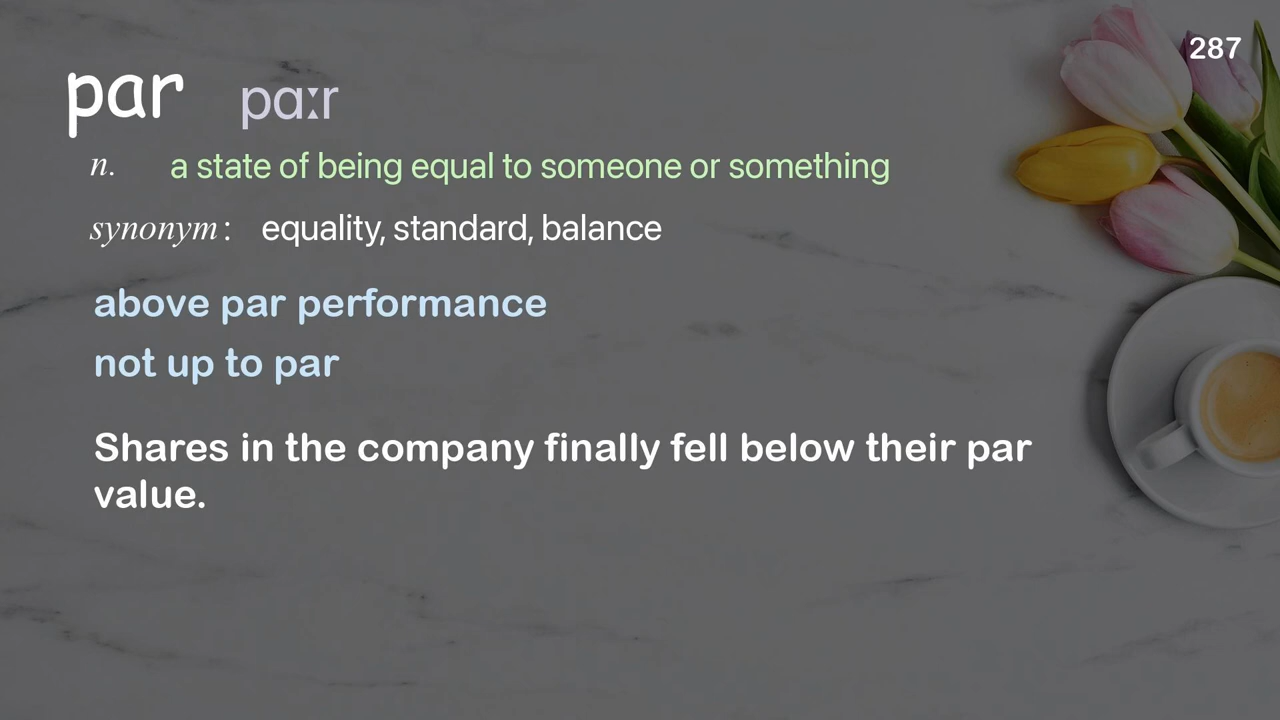 287
par pɑːr
n. a state of being equal to someone or something
synonym : equality, standard, balance
above par performance
not up to par
Shares in the company finally fell below their par
value.